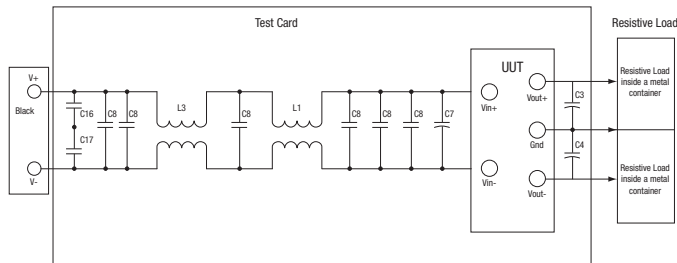 Test Card
Resistive Load
V+
Black
V-
C16
C17
C8
C8
L3
C8
L1
C8
C8
C8
C7
UUT
Vin+
Vin-
Vout+
Gnd
Vout-
C3
C4
Resistive Load
inside a metal
container
Resistive Load
inside a metal
container